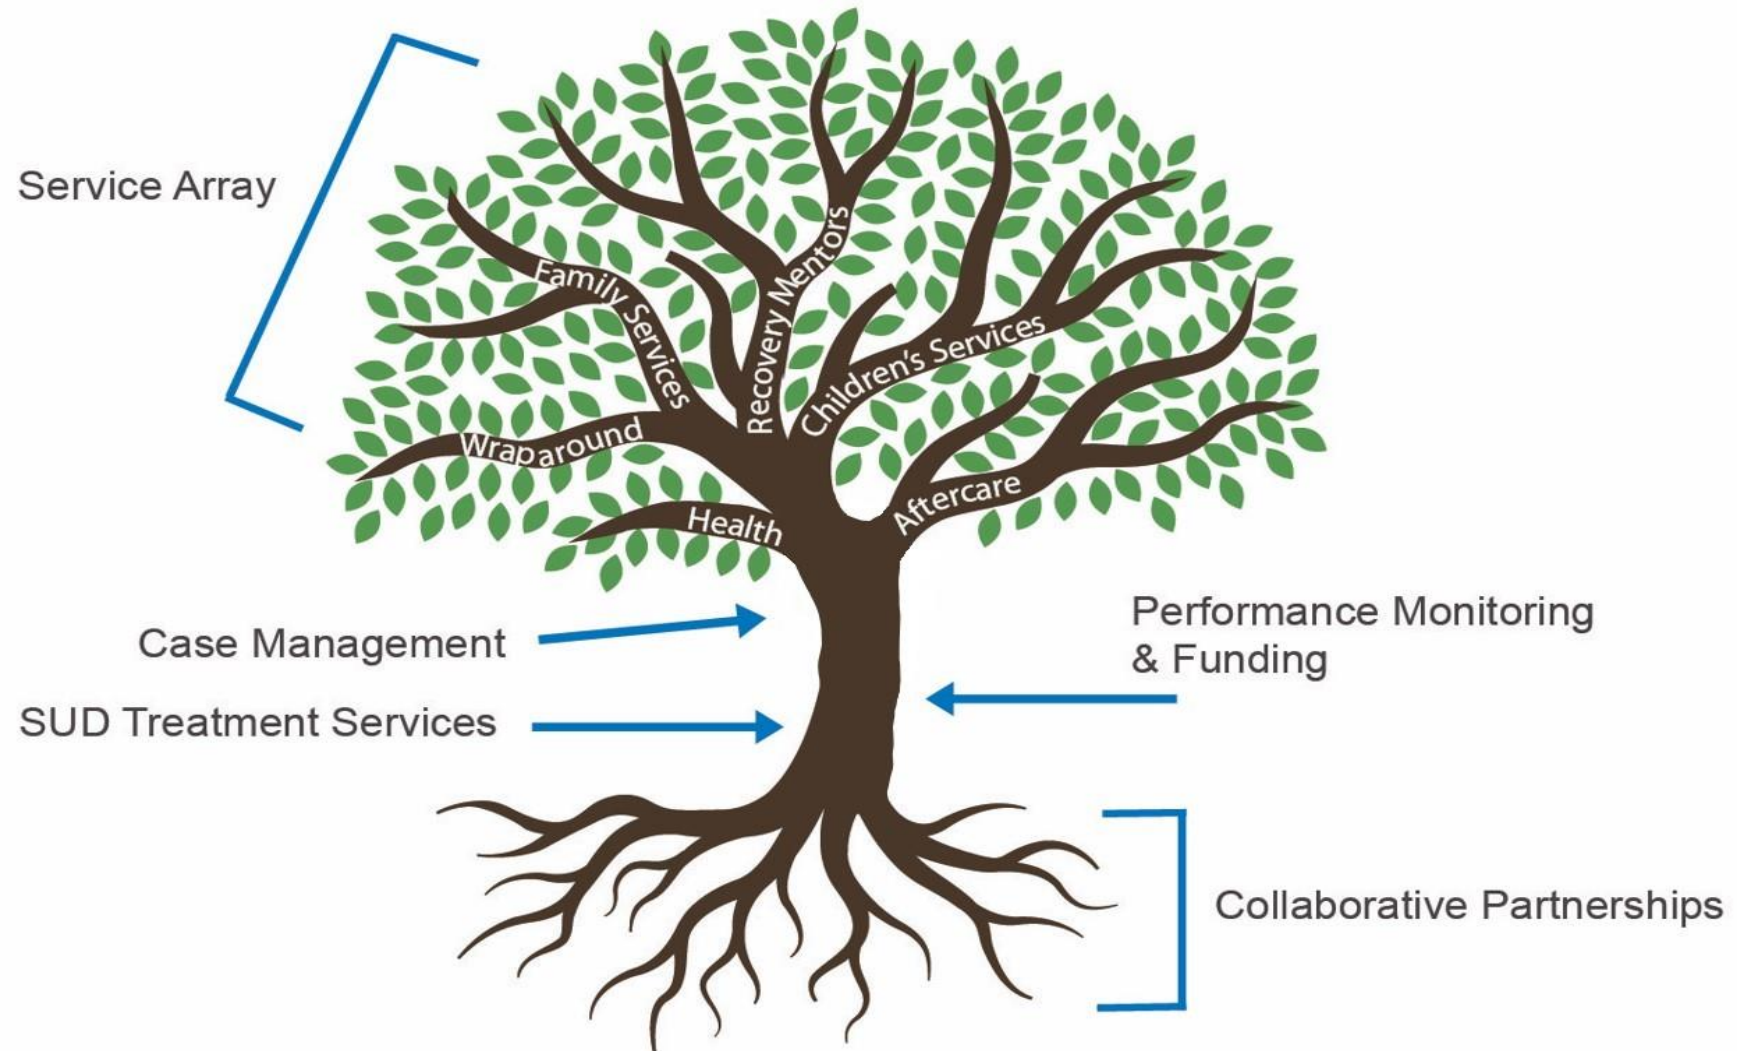 Service Array
Family Services
Recovery Mentors
Children's Services
Wraparound
Health
Aftercare
Case Management
SUD Treatment Services
Performance Monitoring
& Funding
Collaborative Partnerships